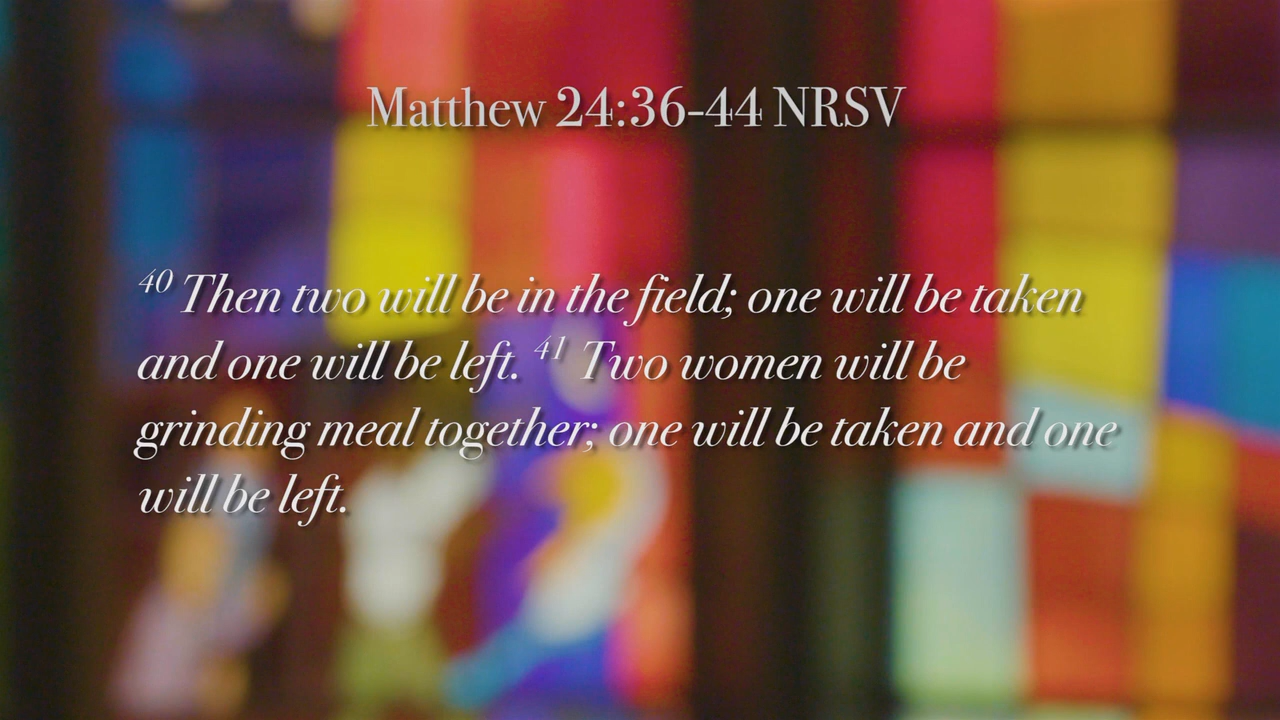 Matthew 24:36-44 NRSV
40 Then two will be in the field; one will be taken
and one will be left. 41 Two women will be
grinding meal together; one will be taken and one
will be left.